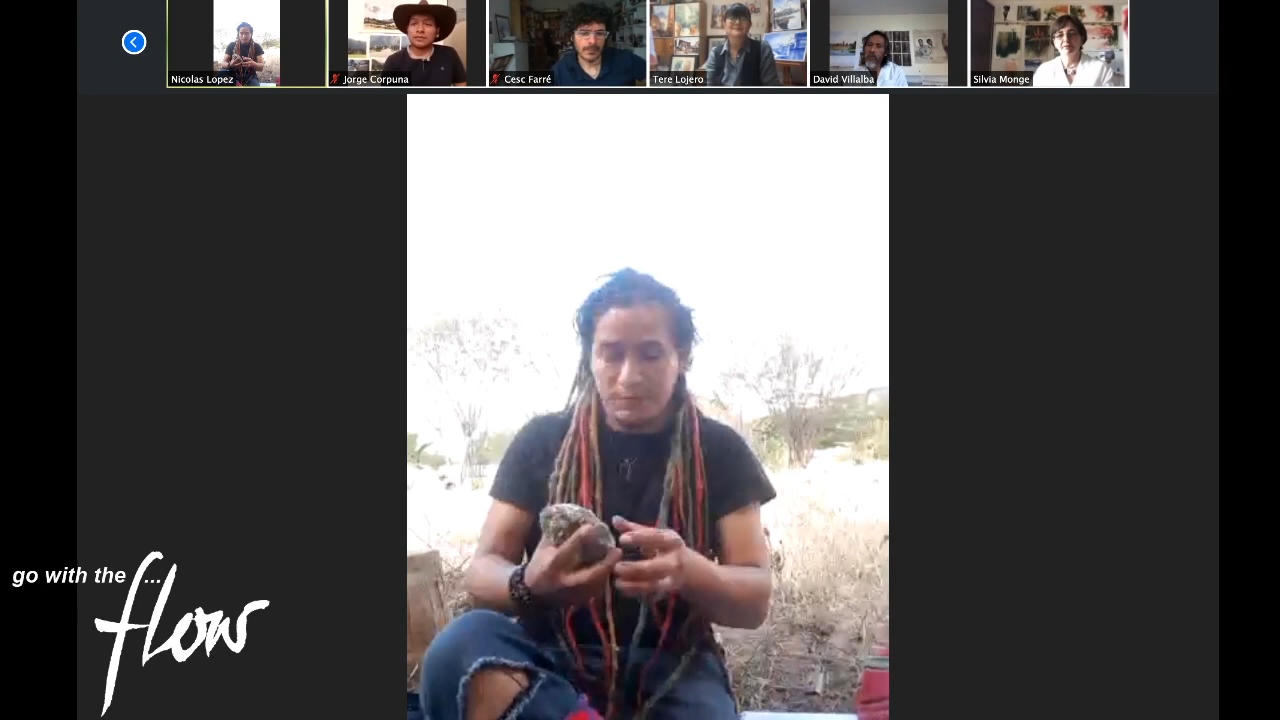 Nicolas Lopez
Jorge Corpuna
Cesc Farré
Tere Lojero
David Villalba
Silvia Monge
go with the ...
flow